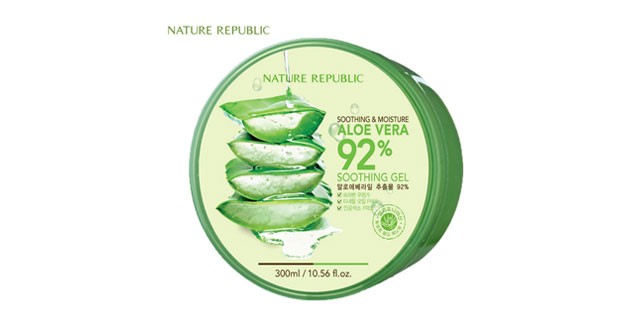 NATURE REPUBLIC
NATURE REPUBLIC
SOOTHING & MOISTURE
ALOE VERA
92%
SOOTHING GEL
알로에베라잎 추출물 92%
300ml / 10.56 fl.oz.